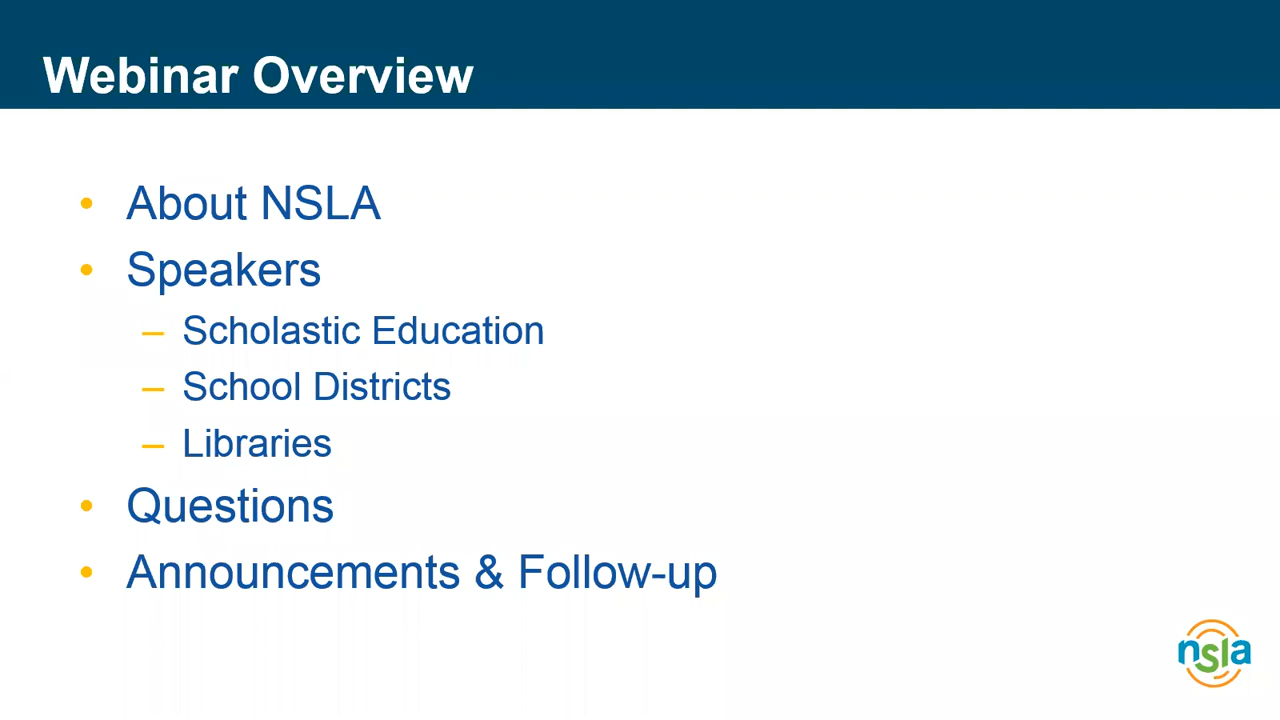 Webinar Overview
• About NSLA
• Speakers
– Scholastic Education
– School Districts
– Libraries
• Questions
• Announcements & Follow-up
nsla